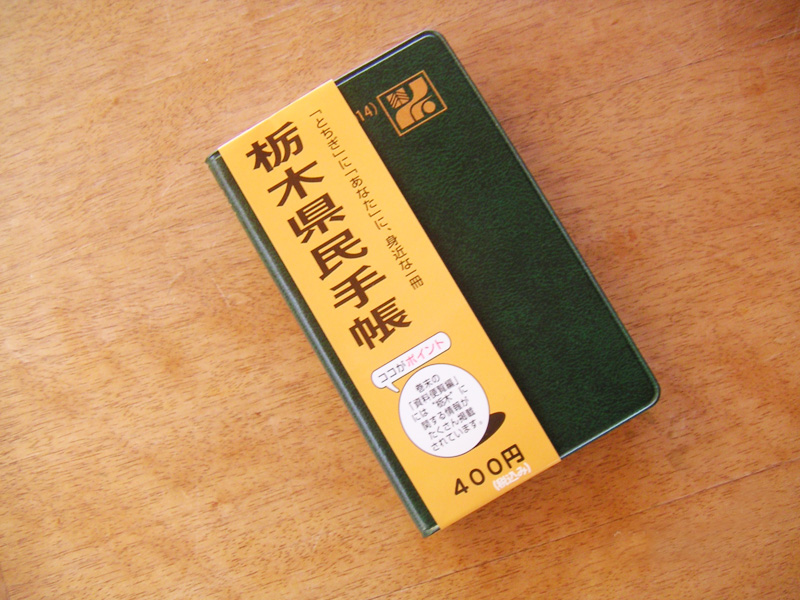 14)
「とちぎ」に「あなた」に、身近な一冊
栃木県民手帳
ココがポイント
巻末の
「資料便覧編」
には“栃木”に
関する情報が
たくさん掲載
されています。
400円
(税込み)